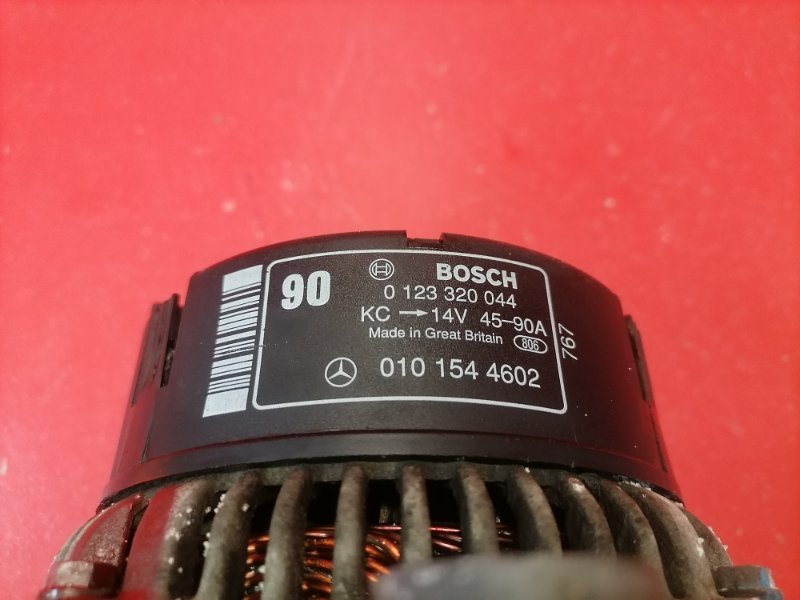 90 BOSCH
0 123 320 044
KC → 14V 45-90A
Made in Great Britain 806
767
010 154 4602